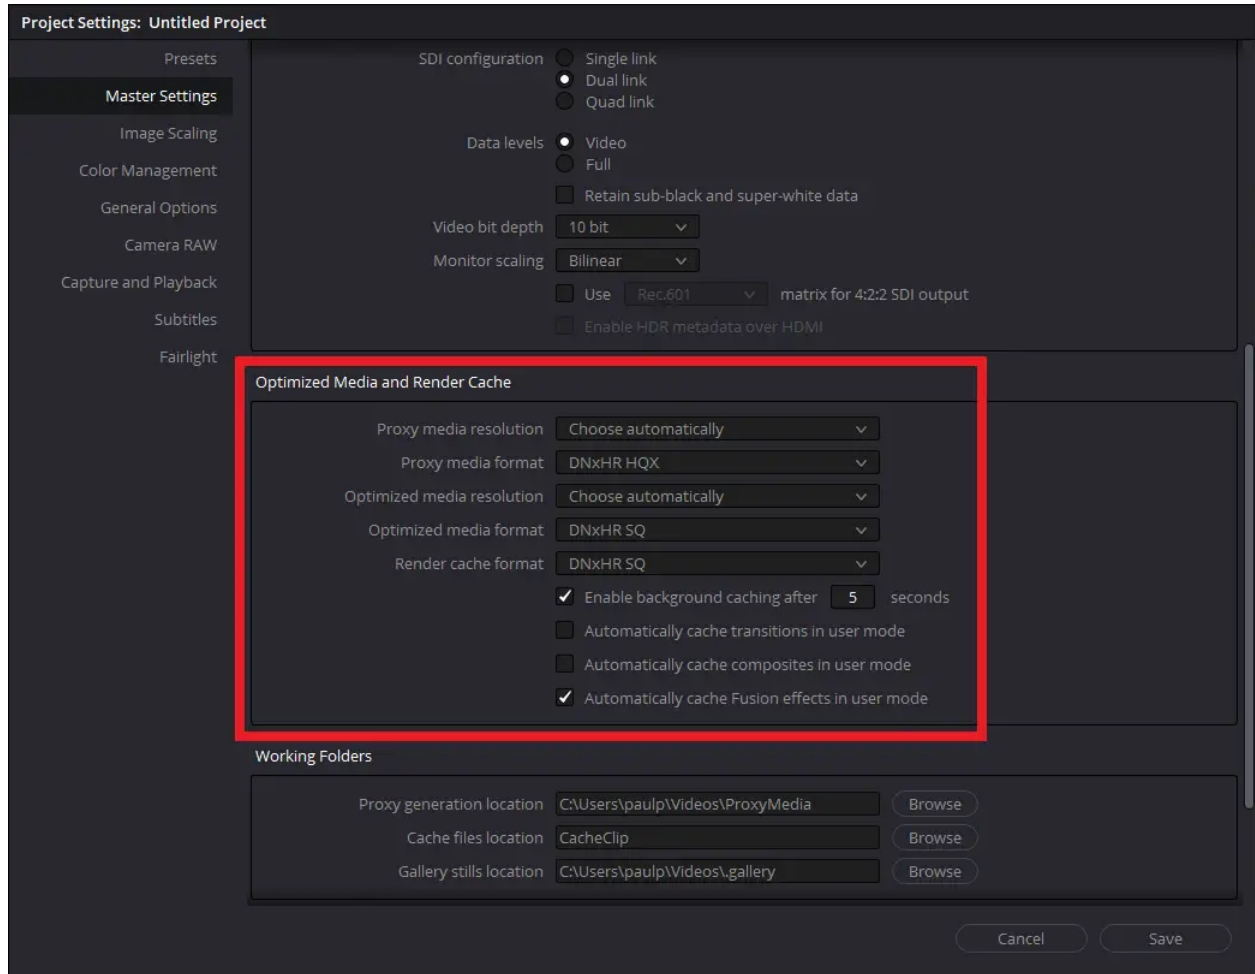 Project Settings: Untitled Project
Presets
Master Settings
Image Scaling
Color Management
General Options
Camera RAW
Capture and Playback
Subtitles
Fairlight
SDI configuration Single link
Dual link
Quad link
Data levels Video
Full
Retain sub-black and super-white data
Video bit depth 10 bit
Monitor scaling Bilinear
Use Rec.601 matrix for 4:2:2 SDI output
Enable HDR metadata over HDMI
Optimized Media and Render Cache
Proxy media resolution Choose automatically
Proxy media format DNxHR HQX
Optimized media resolution Choose automatically
Optimized media format DNxHR SQ
Render cache format DNxHR SQ
Enable background caching after 5 seconds
Automatically cache transitions in user mode
Automatically cache composites in user mode
Automatically cache Fusion effects in user mode
Working Folders
Proxy generation location C:\Users\paulp\Videos\ProxyMedia Browse
Cache files location CacheClip Browse
Gallery stills location C:\Users\paulp\Videos\.gallery Browse
Cancel Save